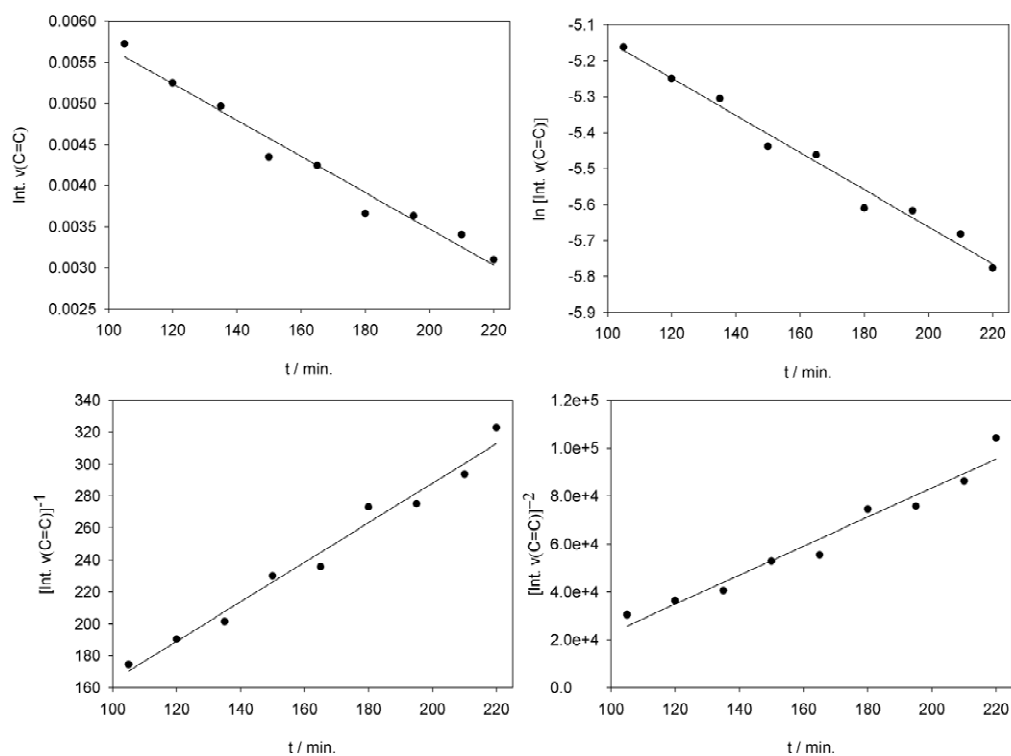 Int. ν(C=C)
0.0060
0.0055
0.0050
0.0045
0.0040
0.0035
0.0030
0.0025
100 120 140 160 180 200 220
t / min.
ln [Int. ν(C=C)]
-5.1
-5.2
-5.3
-5.4
-5.5
-5.6
-5.7
-5.8
-5.9
100 120 140 160 180 200 220
t / min.
[Int. ν(C=C)]⁻¹
340
320
300
280
260
240
220
200
180
160
100 120 140 160 180 200 220
t / min.
[Int. ν(C=C)]⁻²
1.2e+5
1.0e+5
8.0e+4
6.0e+4
4.0e+4
2.0e+4
0.0
100 120 140 160 180 200 220
t / min.